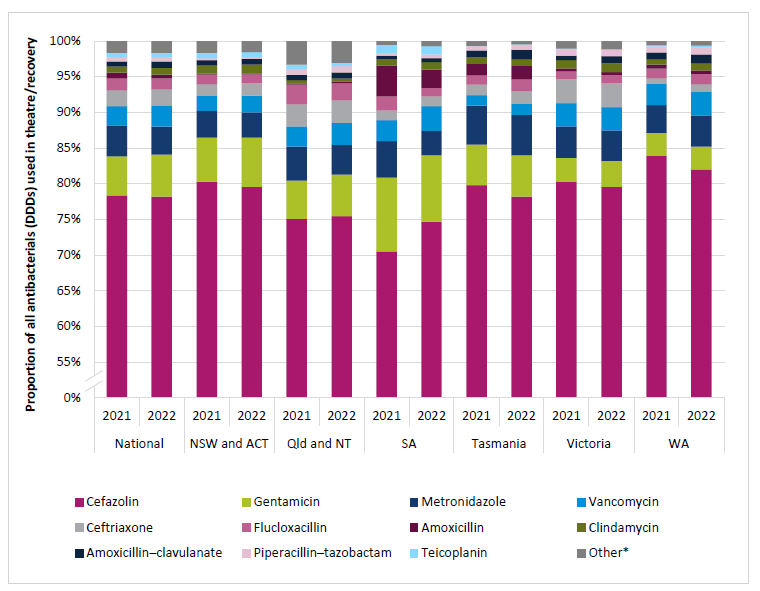 Proportion of all antibacterials (DDDs) used in theatre/recovery
100%
95%
90%
85%
80%
75%
70%
65%
60%
55%
0%
2021 2022 2021 2022 2021 2022 2021 2022 2021 2022 2021 2022 2021 2022
National NSW and ACT Qld and NT SA Tasmania Victoria WA
Cefazolin Gentamicin Metronidazole Vancomycin
Ceftriaxone Flucloxacillin Amoxicillin Clindamycin
Amoxicillin–clavulanate Piperacillin–tazobactam Teicoplanin Other*